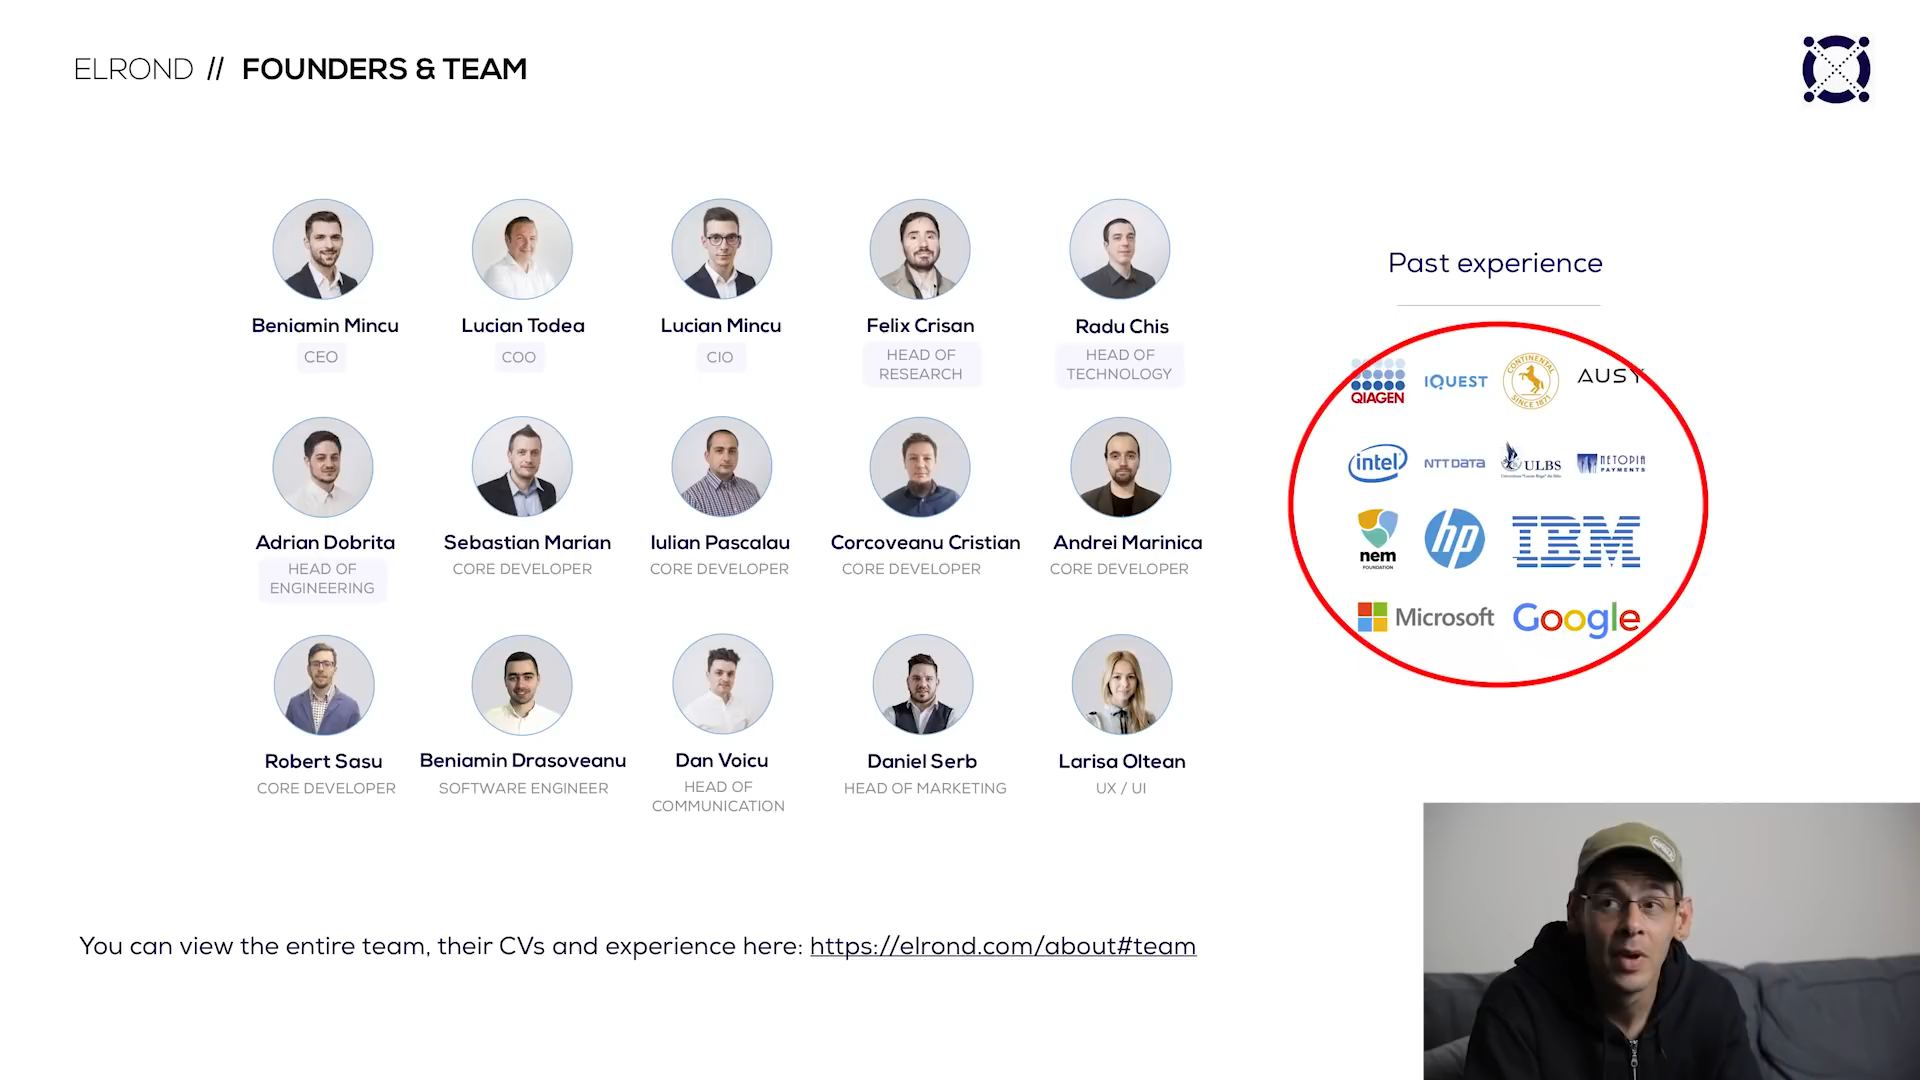 ELROND // FOUNDERS & TEAM
Beniamin Mincu
CEO
Lucian Todea
COO
Lucian Mincu
CIO
Felix Crisan
HEAD OF
RESEARCH
Radu Chis
HEAD OF
TECHNOLOGY
Adrian Dobrita
HEAD OF
ENGINEERING
Sebastian Marian
CORE DEVELOPER
Iulian Pascalau
CORE DEVELOPER
Corcoveanu Cristian
CORE DEVELOPER
Andrei Marinica
CORE DEVELOPER
Robert Sasu
CORE DEVELOPER
Beniamin Drasoveanu
SOFTWARE ENGINEER
Dan Voicu
HEAD OF
COMMUNICATION
Daniel Serb
HEAD OF MARKETING
Larisa Oltean
UX / UI
Past experience
QIAGEN
IQUEST
CONTINENTAL
SINCE 1871
AUSY
intel
NTT DATA
ULBS
NETOPIA
PAYMENTS
nem
FOUNDATION
hp
IBM
Microsoft
Google
You can view the entire team, their CVs and experience here: https://elrond.com/about#team